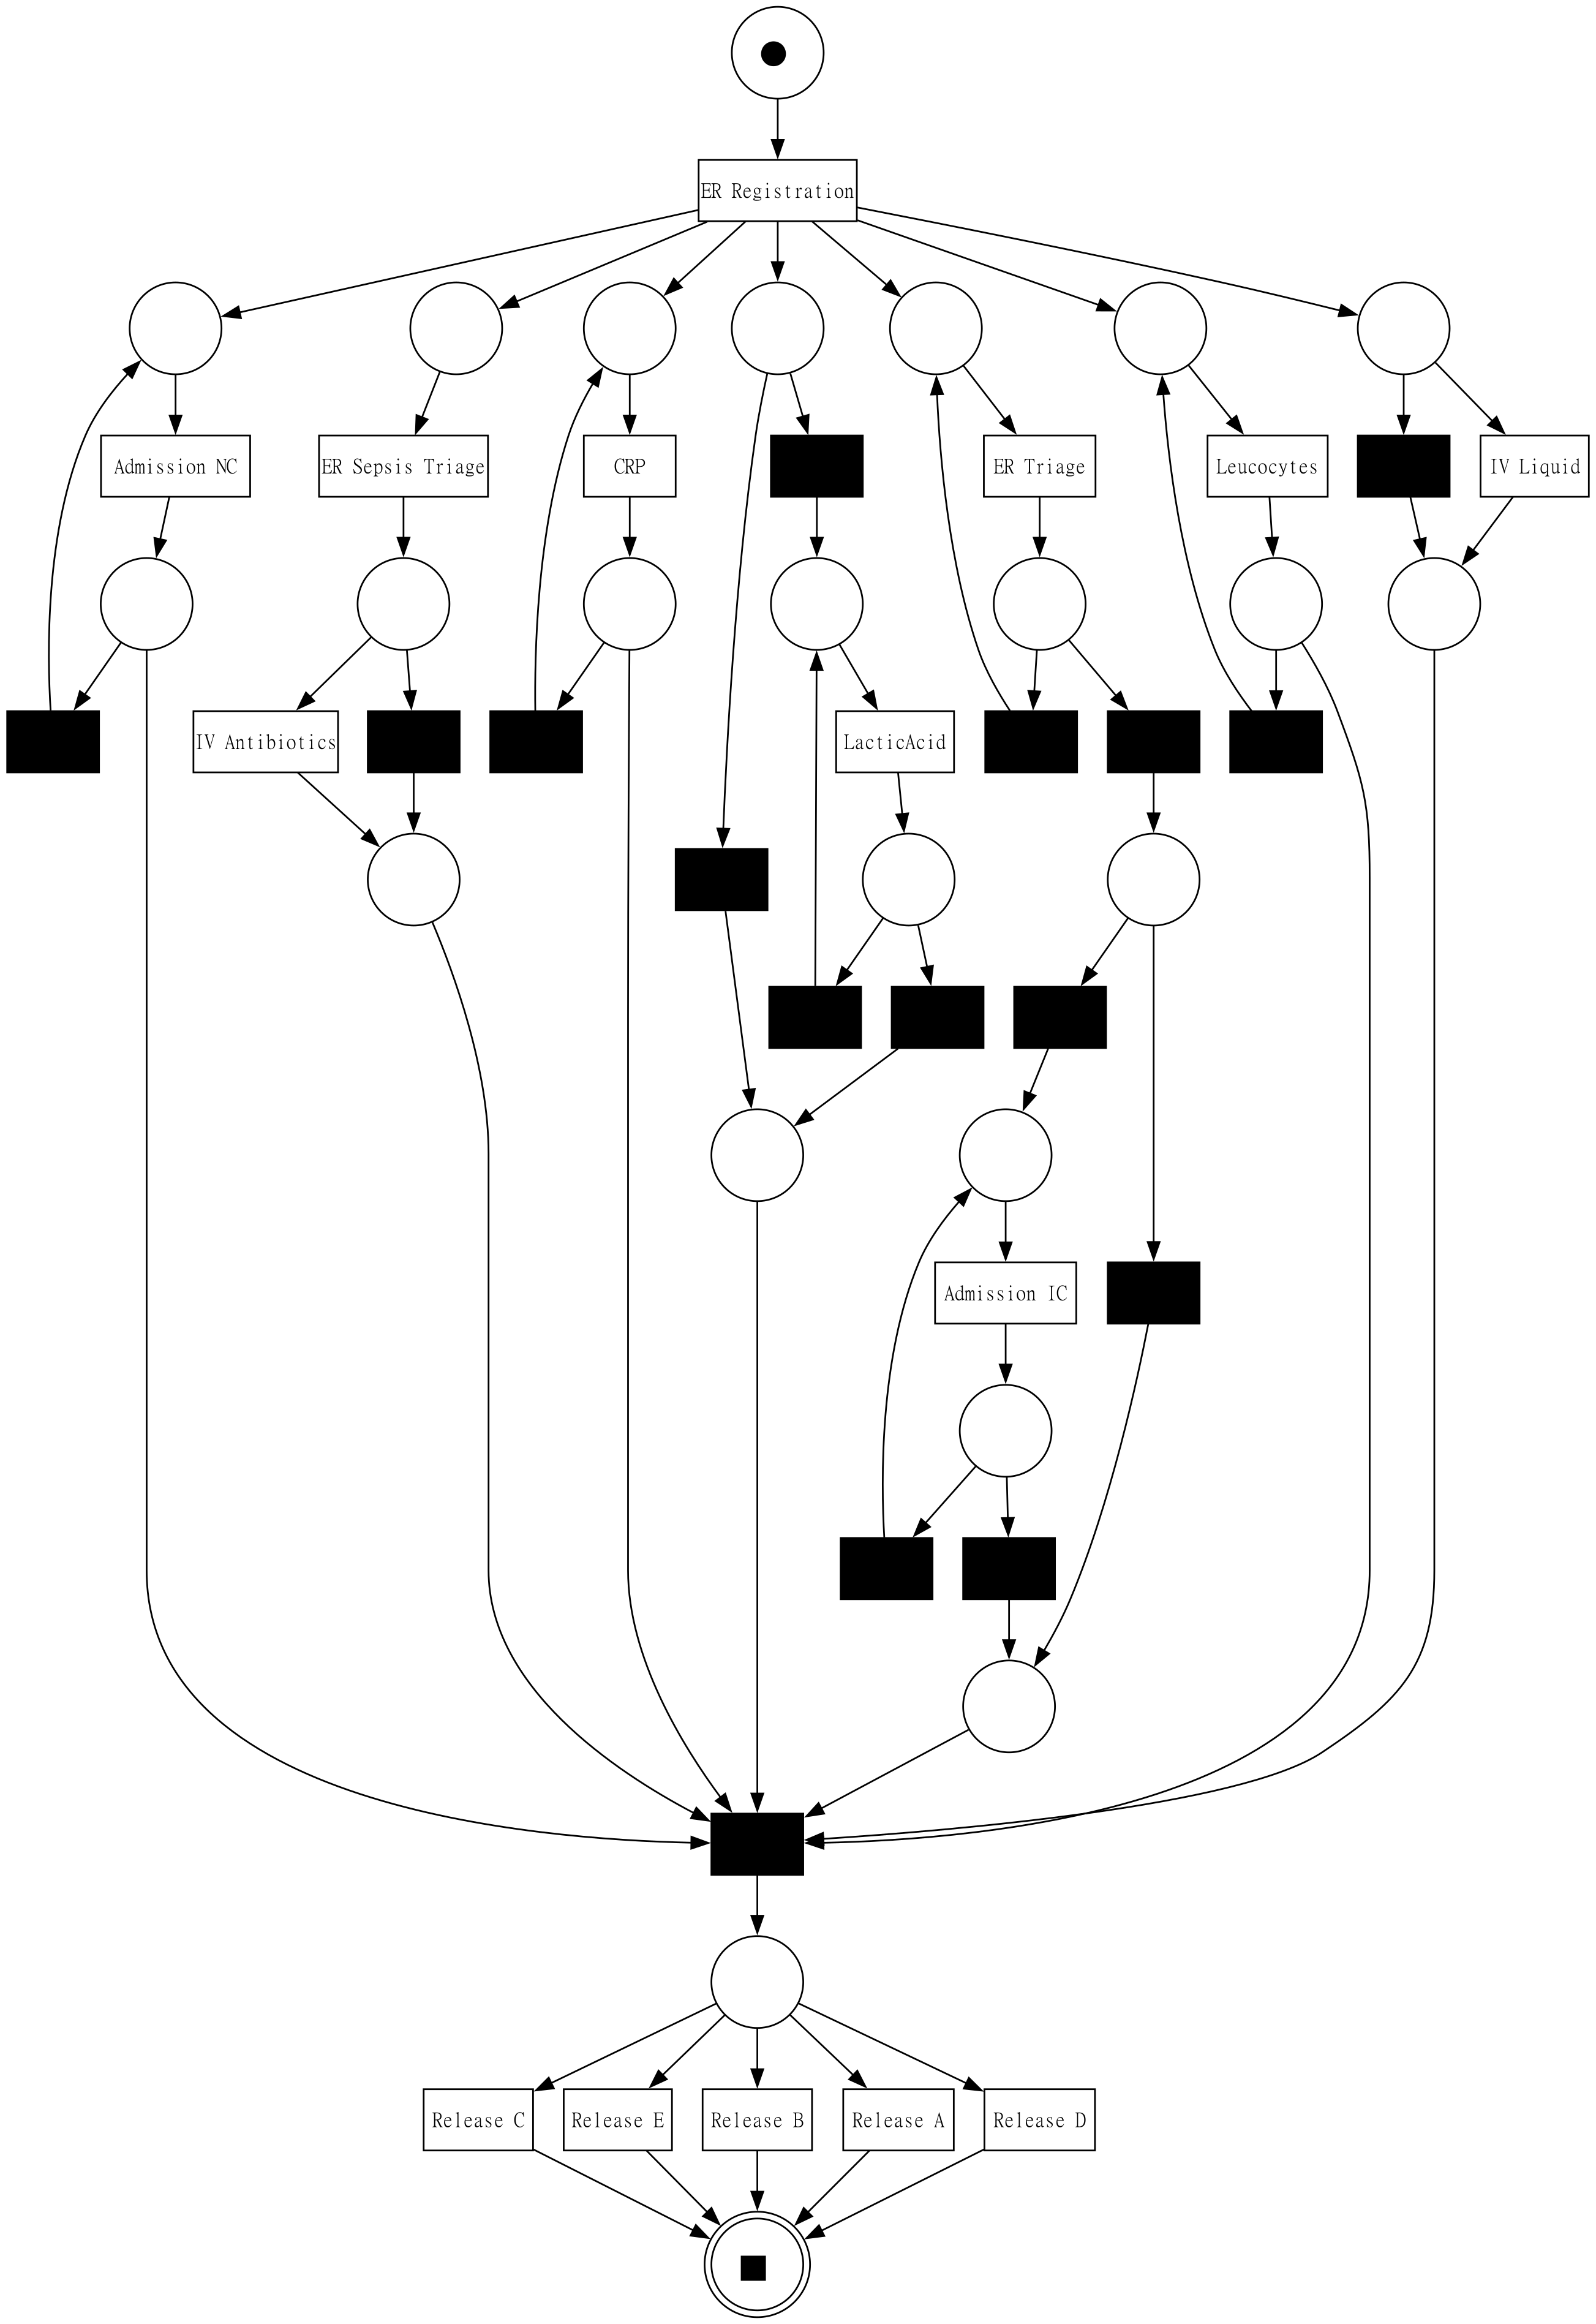 ER Registration
Admission NC
ER Sepsis Triage
CRP
ER Triage
Leucocytes
IV Liquid
IV Antibiotics
LacticAcid
Admission IC
Release C
Release E
Release B
Release A
Release D